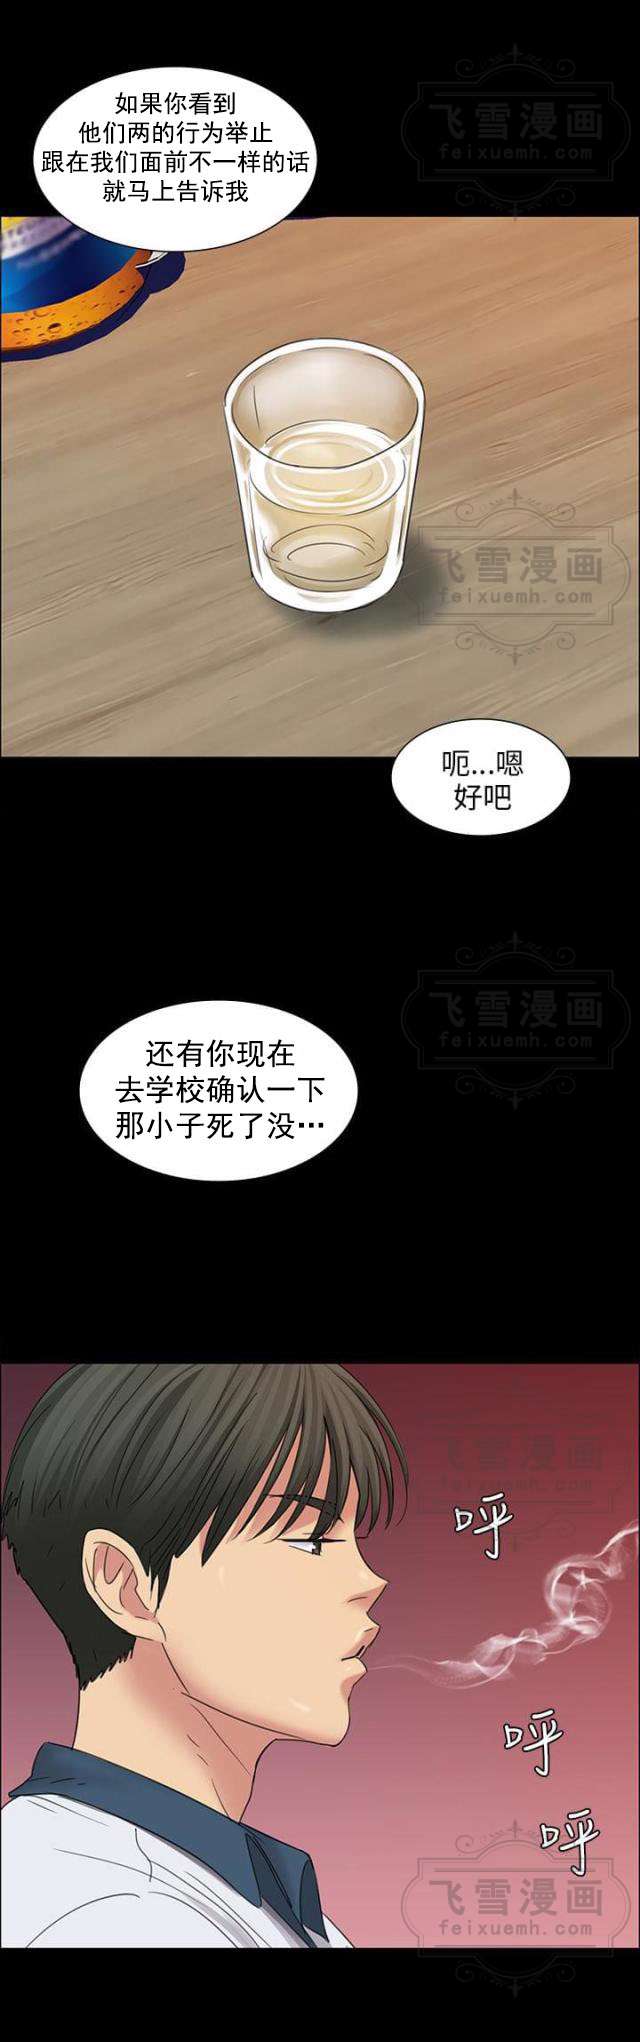 飞雪漫画
feixuemh.com
如果你看到
他们两的行为举止
跟在我们面前不一样的话
就马上告诉我
飞雪漫画
feixuemh.com
呃...嗯
好吧
飞雪漫画
feixuemh.com
还有你现在
去学校确认一下
那小子死了没…
飞雪漫画
feixuemh.com
呼
呼
呼
飞雪漫画
feixuemh.com